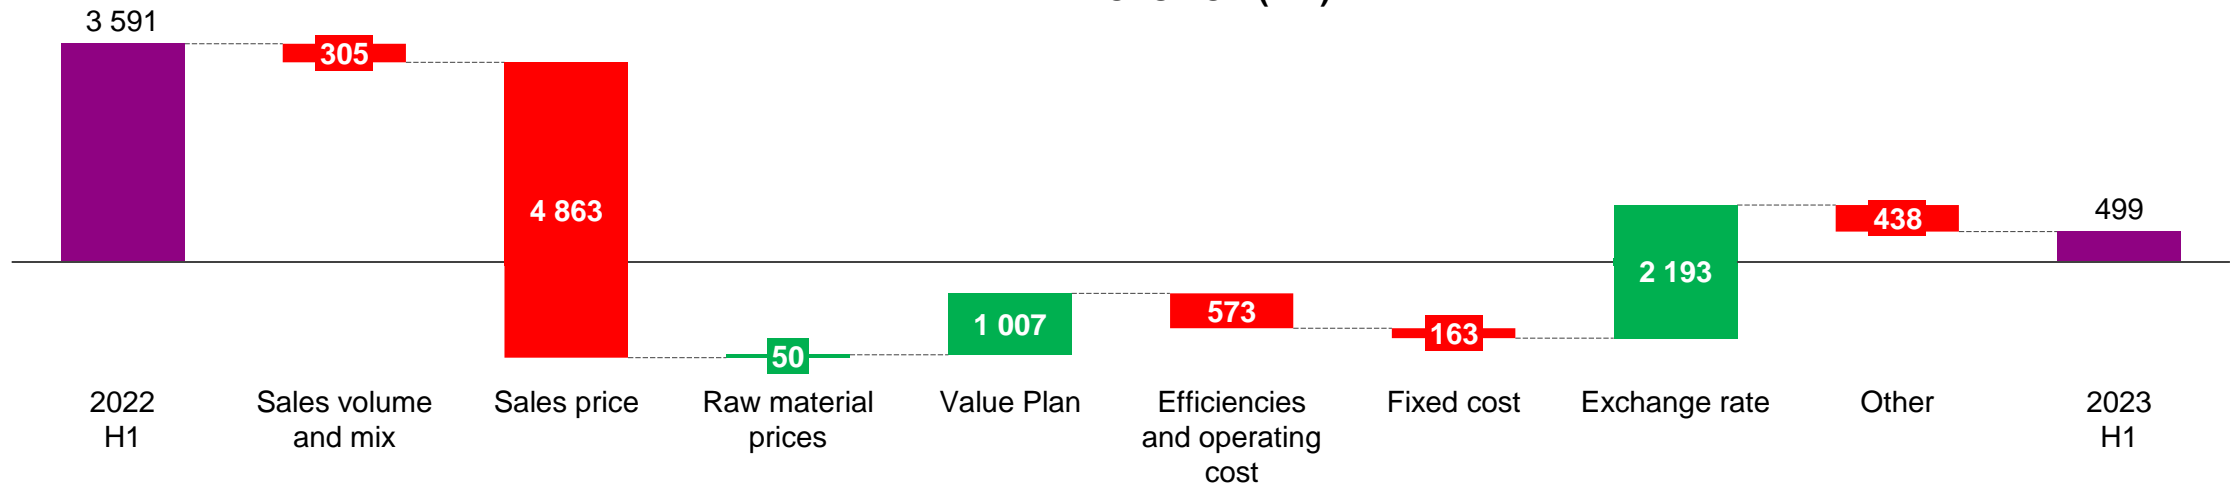 3 591
305
4 863
50
1 007
573
163
2 193
438
499
2022
H1
Sales volume
and mix
Sales price
Raw material
prices
Value Plan
Efficiencies
and operating
cost
Fixed cost
Exchange rate
Other
2023
H1